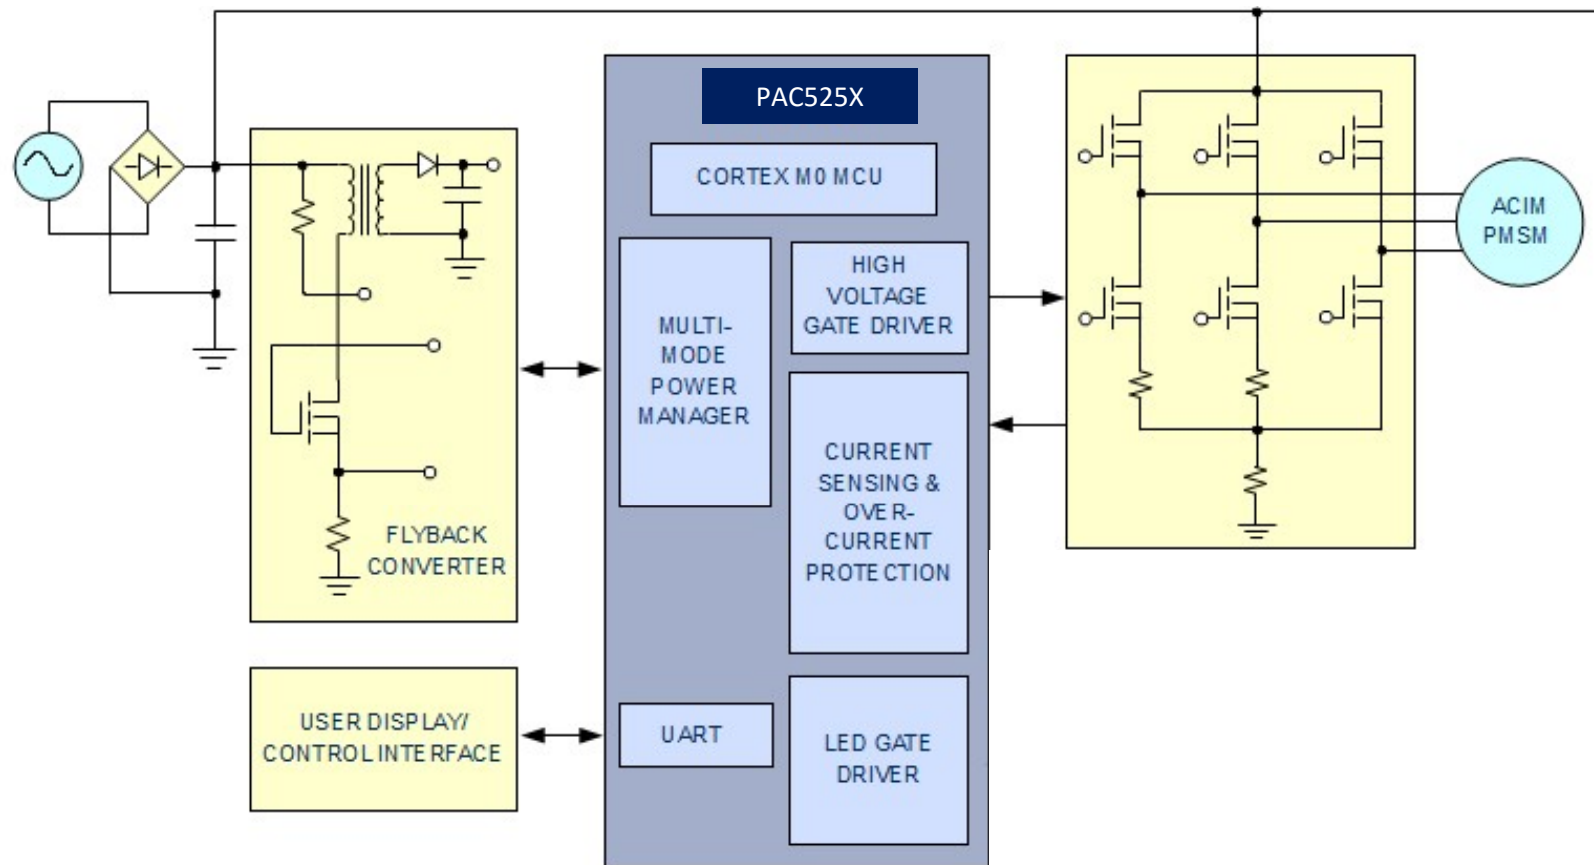 PAC525X
CORTEX M0 MCU
MULTI-
MODE
POWER
MANAGER
HIGH
VOLTAGE
GATE DRIVER
CURRENT
SENSING &
OVER-
CURRENT
PROTECTION
ACIM
PMSM
FLYBACK
CONVERTER
USER DISPLAY/
CONTROL INTERFACE
UART
LED GATE
DRIVER